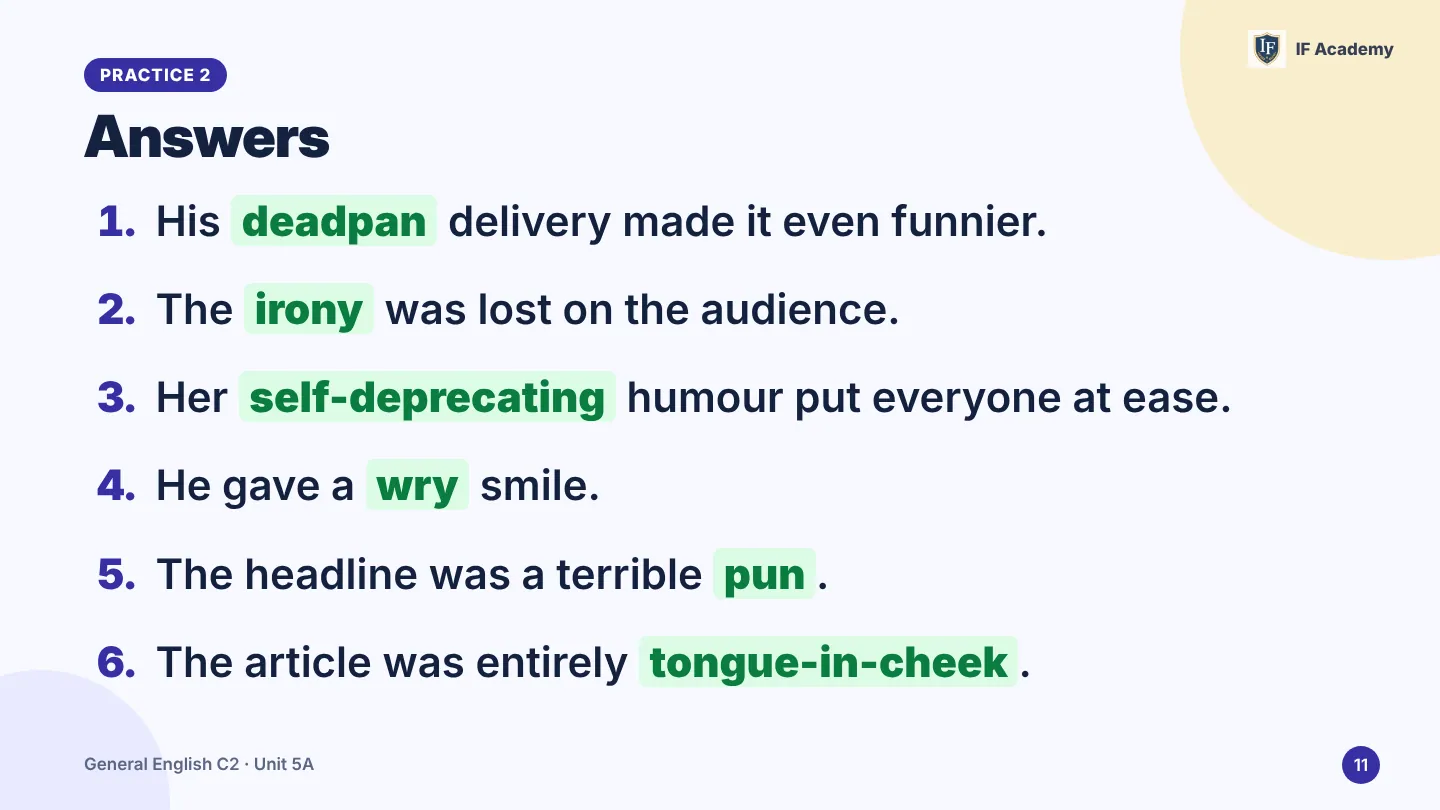 IF Academy
PRACTICE 2
Answers
1. His deadpan delivery made it even funnier.
2. The irony was lost on the audience.
3. Her self-deprecating humour put everyone at ease.
4. He gave a wry smile.
5. The headline was a terrible pun.
6. The article was entirely tongue-in-cheek.
General English C2 · Unit 5A
11